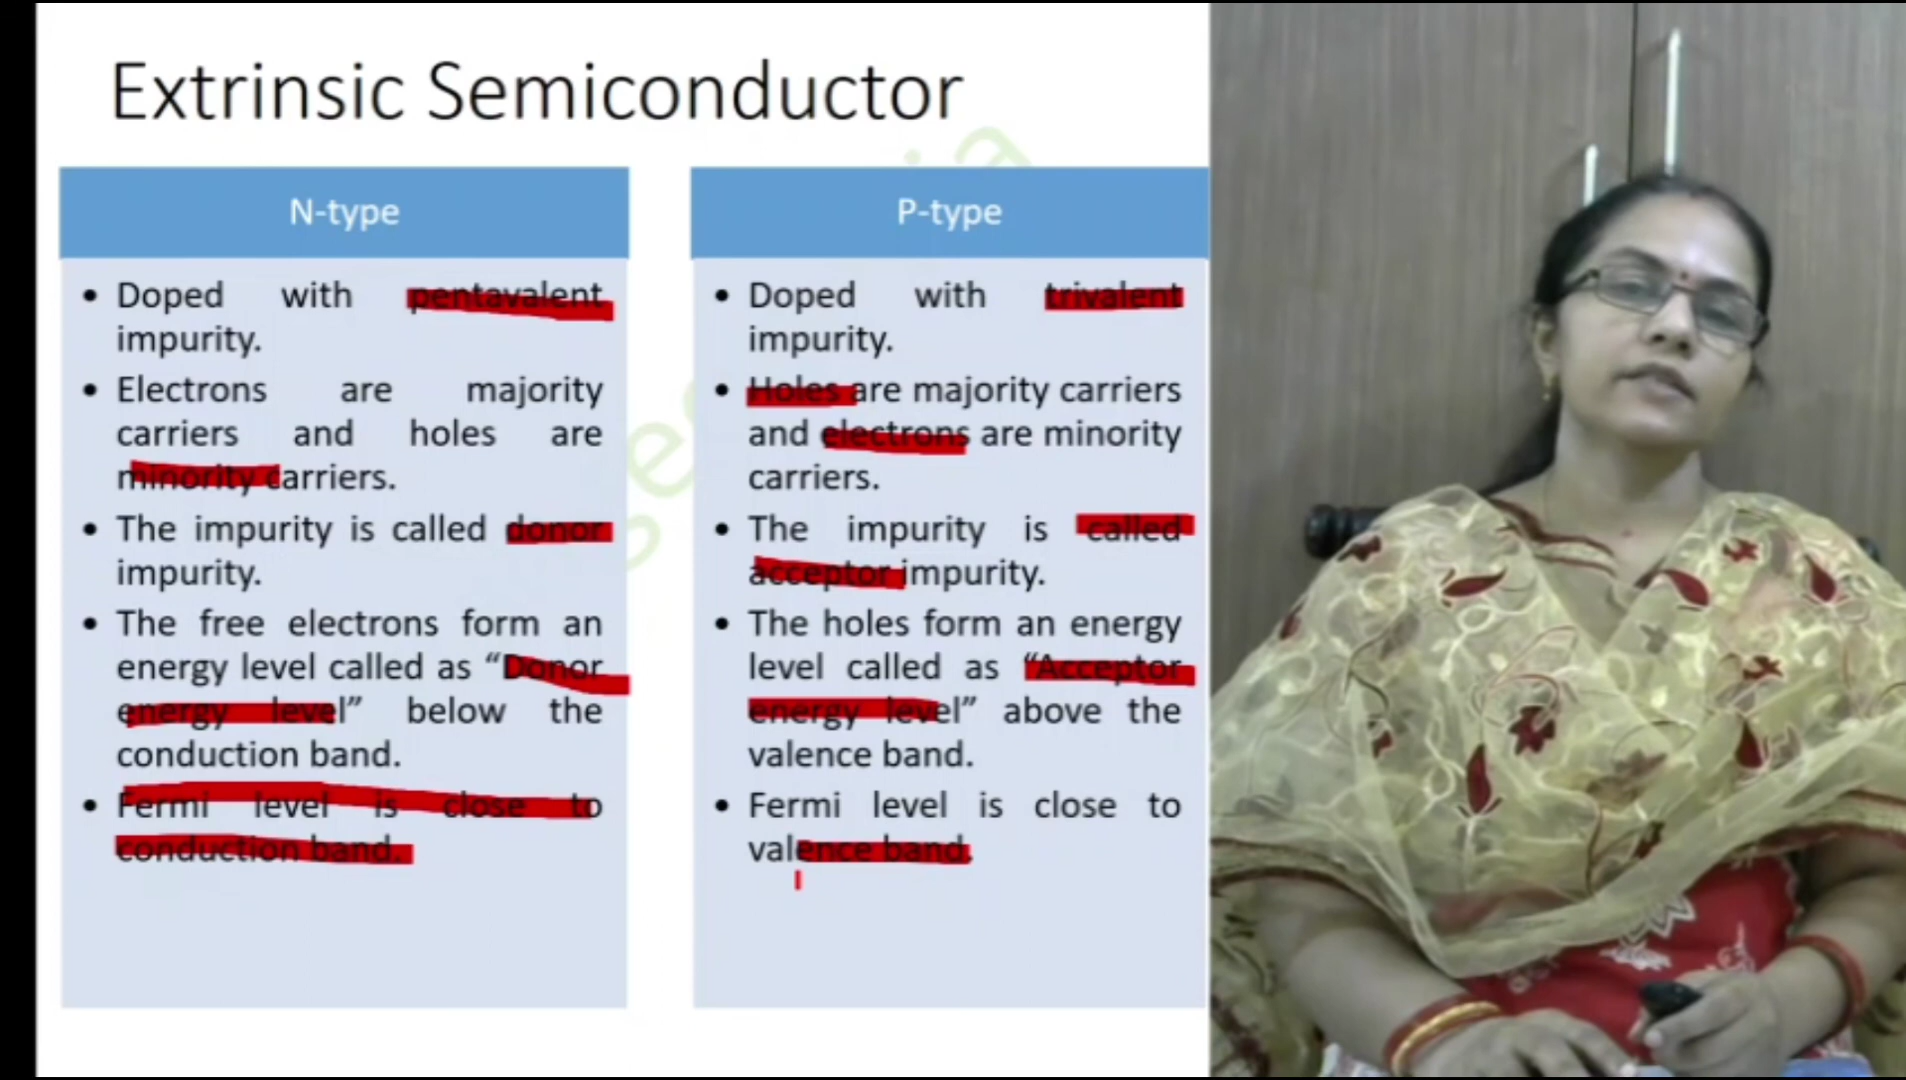 Extrinsic Semiconductor
N-type
• Doped with pentavalent
impurity.
• Electrons are majority
carriers and holes are
minority carriers.
• The impurity is called donor
impurity.
• The free electrons form an
energy level called as “Donor
energy level” below the
conduction band.
• Fermi level is close to
conduction band.
P-type
• Doped with trivalent
impurity.
• Holes are majority carriers
and electrons are minority
carriers.
• The impurity is called
acceptor impurity.
• The holes form an energy
level called as “Acceptor
energy level” above the
valence band.
• Fermi level is close to
valence band.